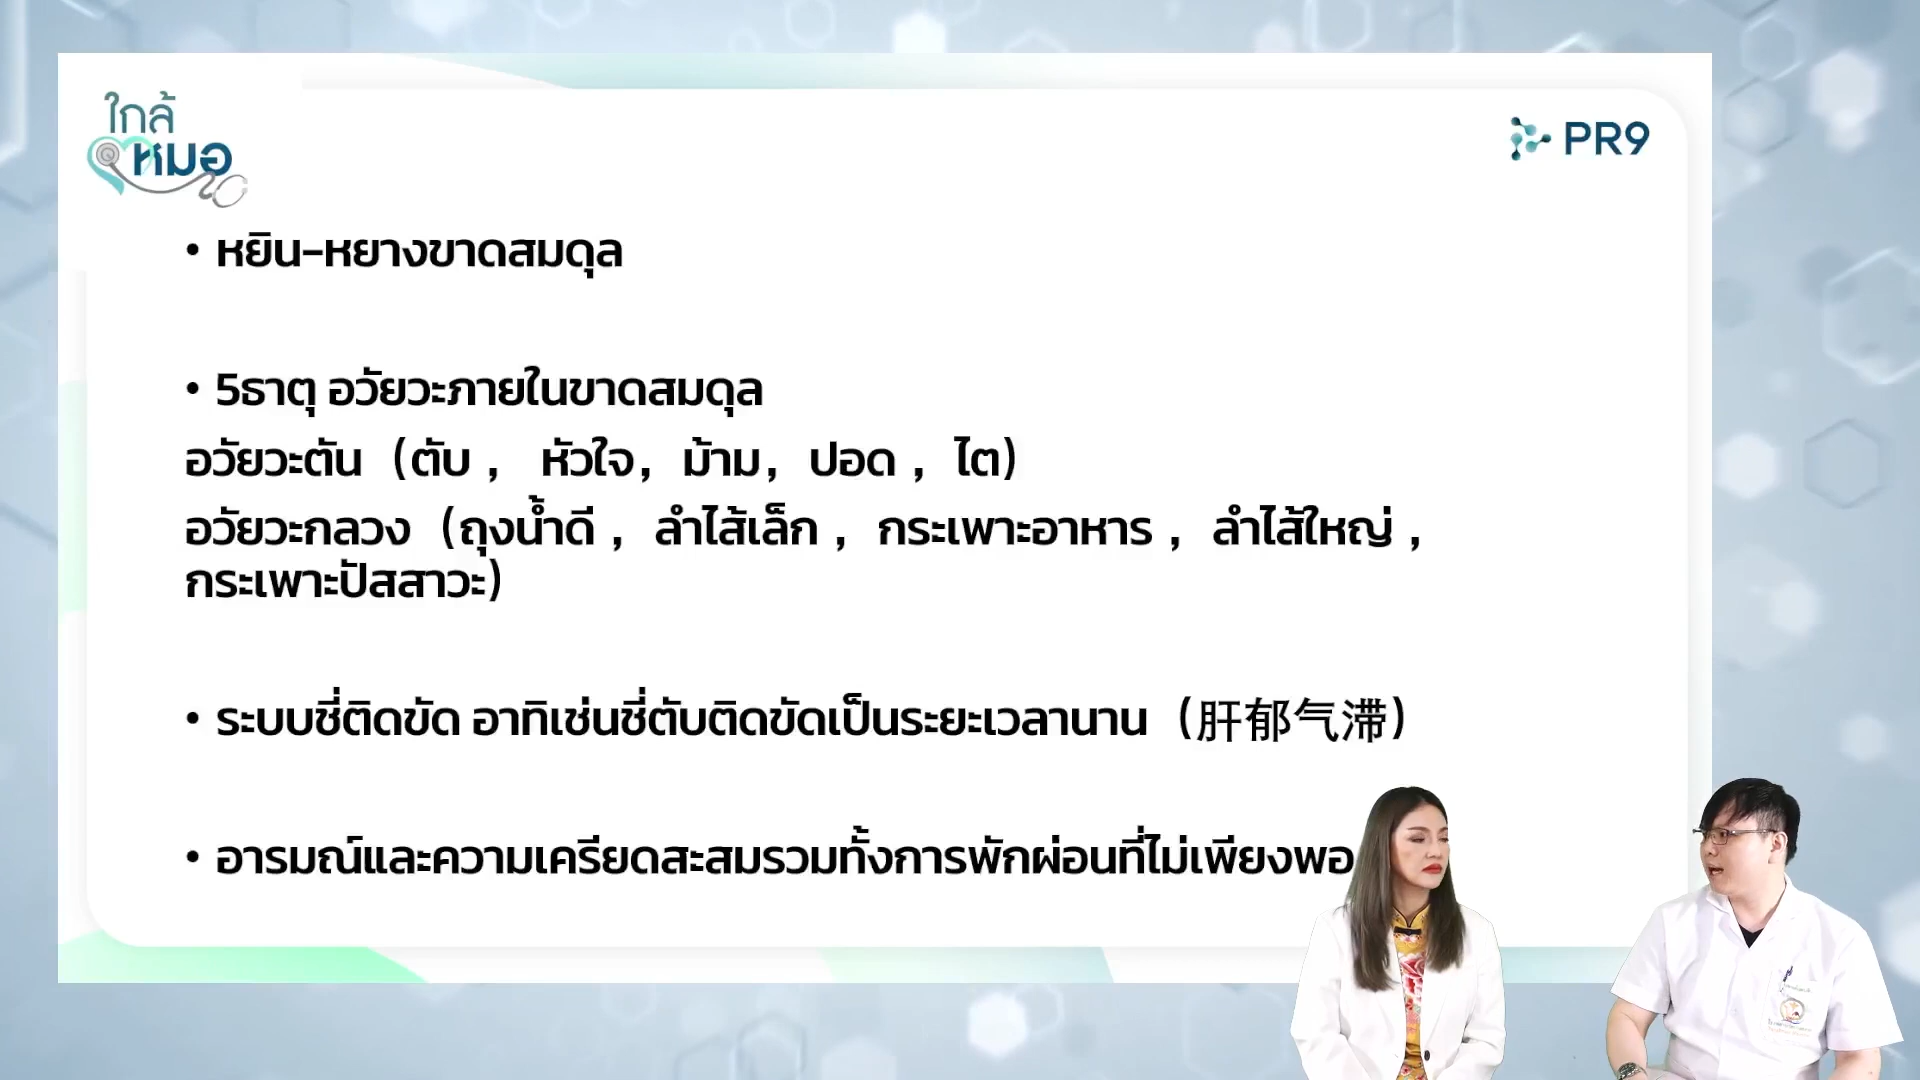 ใกล้
หมอ
PR9
• หยิน-หยางขาดสมดุล
• 5ธาตุ อวัยวะภายในขาดสมดุล
อวัยวะตัน (ตับ , หัวใจ, ม้าม, ปอด , ไต)
อวัยวะกลวง (ถุงน้ำดี , ลำไส้เล็ก , กระเพาะอาหาร , ลำไส้ใหญ่ ,
กระเพาะปัสสาวะ)
• ระบบชี่ติดขัด อาทิเช่นชี่ตับติดขัดเป็นระยะเวลานาน (肝郁气滞)
• อารมณ์และความเครียดสะสมรวมทั้งการพักผ่อนที่ไม่เพียงพอ